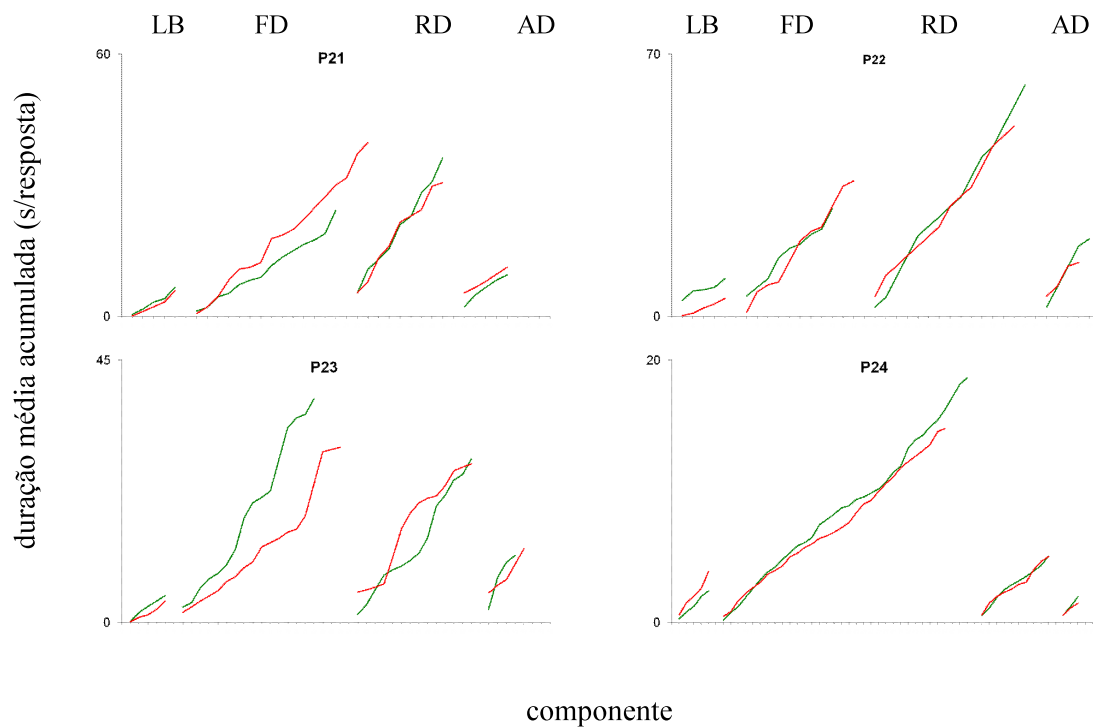 LB FD RD AD LB FD RD AD
60 P21
70 P22
0
0
45 P23
20 P24
0
0
duração média acumulada (s/resposta)
componente